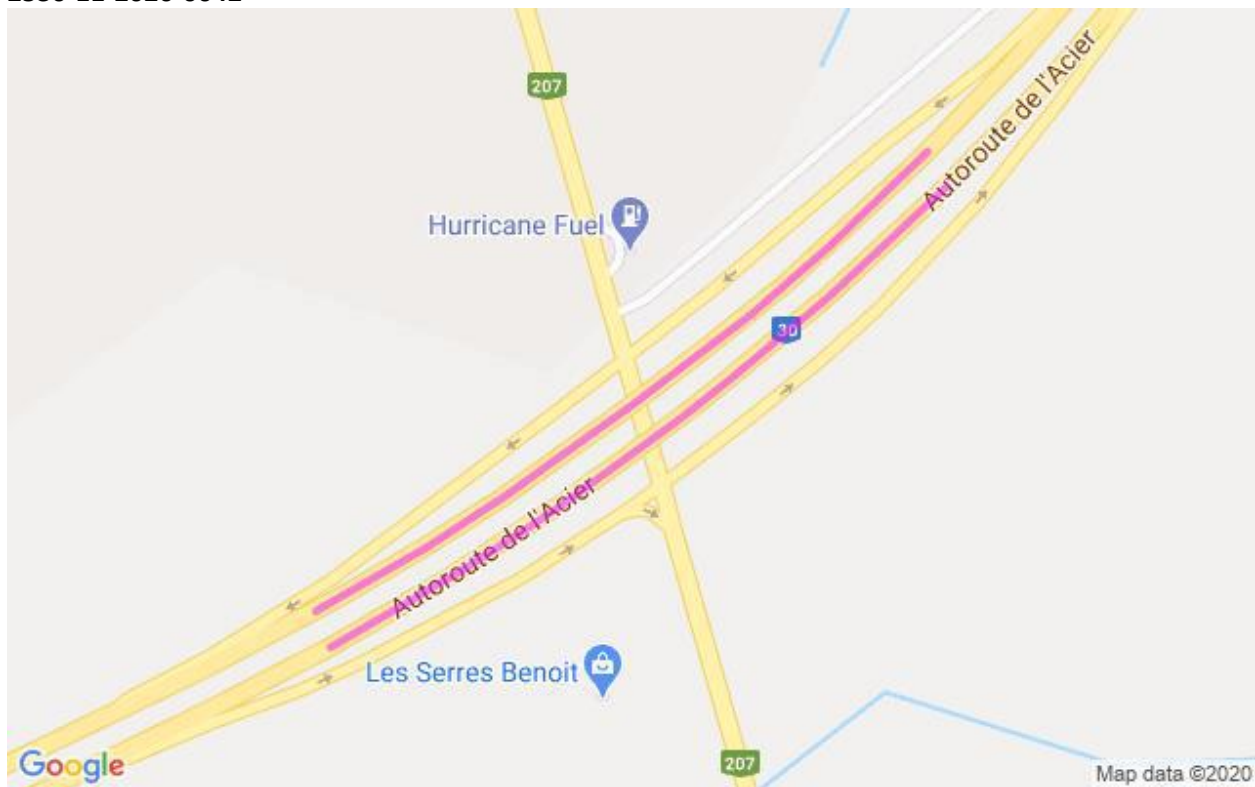 207
Autoroute de l'Acier
Hurricane Fuel
30
Autoroute de l'Acier
Les Serres Benoit
207
Google
Map data ©2020